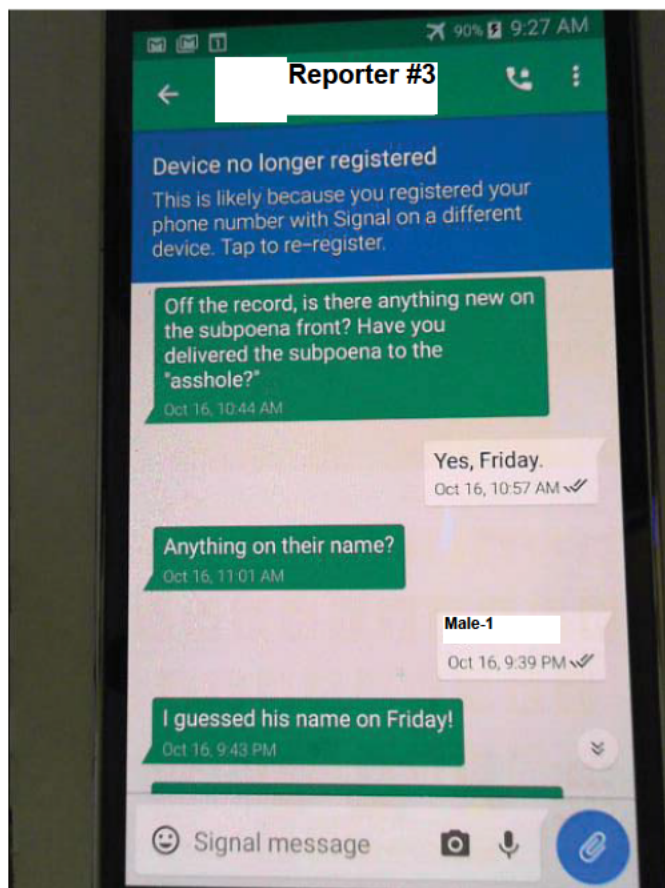 1
90% 9:27 AM
Reporter #3
Device no longer registered
This is likely because you registered your
phone number with Signal on a different
device. Tap to re-register.
Off the record, is there anything new on
the subpoena front? Have you
delivered the subpoena to the
"asshole?"
Oct 16, 10:44 AM
Yes, Friday.
Oct 16, 10:57 AM
Anything on their name?
Oct 16, 11:01 AM
Male-1
Oct 16, 9:39 PM
I guessed his name on Friday!
Oct 16, 9:43 PM
Signal message